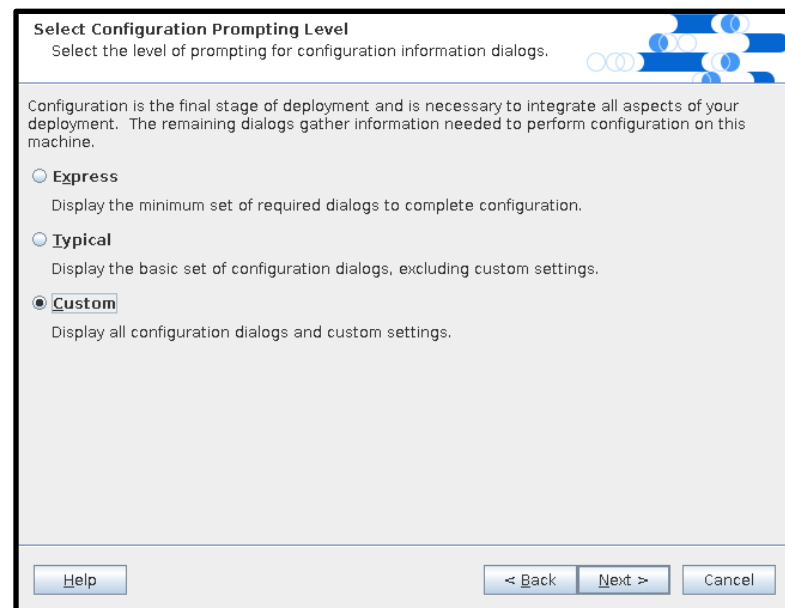 Select Configuration Prompting Level
Select the level of prompting for configuration information dialogs.
Configuration is the final stage of deployment and is necessary to integrate all aspects of your
deployment. The remaining dialogs gather information needed to perform configuration on this
machine.
Express
Display the minimum set of required dialogs to complete configuration.
Typical
Display the basic set of configuration dialogs, excluding custom settings.
Custom
Display all configuration dialogs and custom settings.
Help
< Back
Next >
Cancel